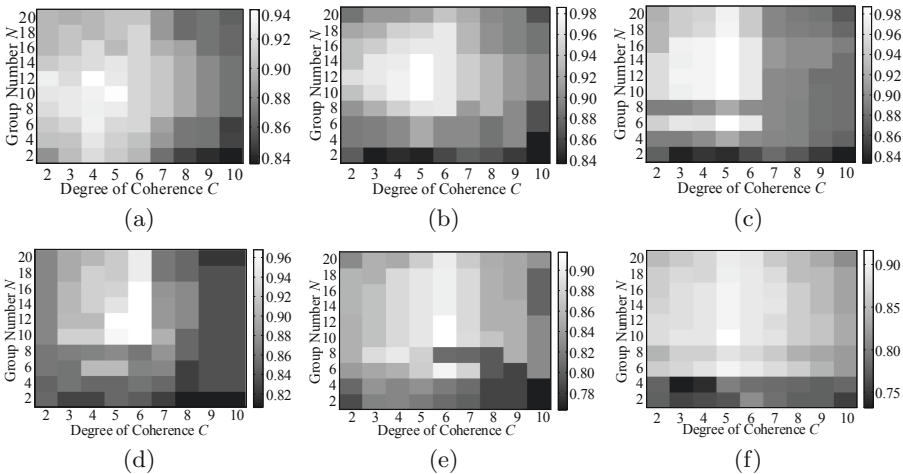 20 18 16 14 12 10 8 6 4 2
Group Number N
2 3 4 5 6 7 8 9 10
Degree of Coherence C
0.94 0.92 0.90 0.88 0.86 0.84
(a)
20 18 16 14 12 10 8 6 4 2
Group Number N
2 3 4 5 6 7 8 9 10
Degree of Coherence C
0.98 0.96 0.94 0.92 0.90 0.88 0.86 0.84
(b)
20 18 16 14 12 10 8 6 4 2
Group Number N
2 3 4 5 6 7 8 9 10
Degree of Coherence C
0.98 0.96 0.94 0.92 0.90 0.88 0.86 0.84
(c)
20 18 16 14 12 10 8 6 4 2
Group Number N
2 3 4 5 6 7 8 9 10
Degree of Coherence C
0.96 0.94 0.92 0.90 0.88 0.86 0.84 0.82
(d)
20 18 16 14 12 10 8 6 4 2
Group Number N
2 3 4 5 6 7 8 9 10
Degree of Coherence C
0.90 0.88 0.86 0.84 0.82 0.80 0.78
(e)
20 18 16 14 12 10 8 6 4 2
Group Number N
2 3 4 5 6 7 8 9 10
Degree of Coherence C
0.90 0.85 0.80 0.75
(f)